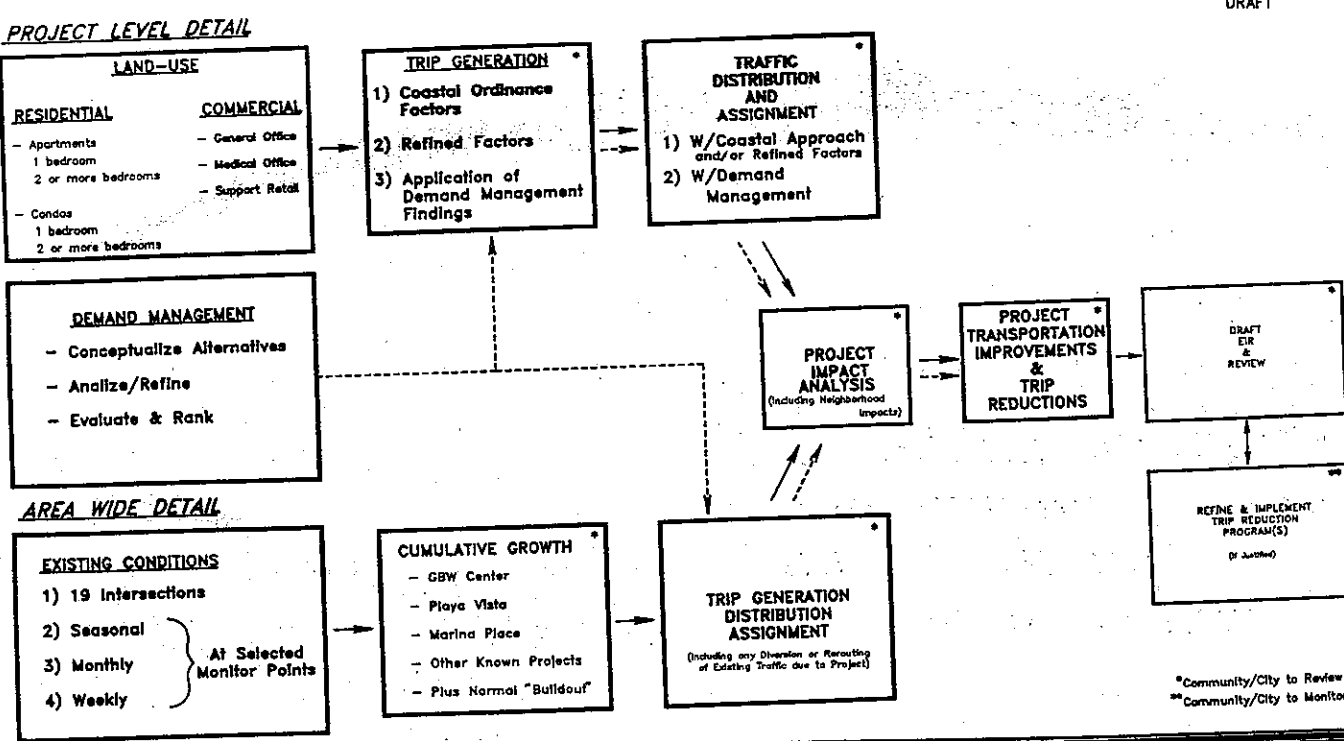 DRAFT
PROJECT LEVEL DETAIL
LAND-USE
RESIDENTIAL
- Apartments
1 bedroom
2 or more bedrooms
- Condos
1 bedroom
2 or more bedrooms
COMMERCIAL
- General Office
- Medical Office
- Support Retail
TRIP GENERATION *
1) Coastal Ordinance
Factors
2) Refined Factors
3) Application of
Demand Management
Findings
*
TRAFFIC
DISTRIBUTION
AND
ASSIGNMENT
1) W/Coastal Approach
and/or Refined Factors
2) W/Demand
Management
DEMAND MANAGEMENT
- Conceptualize Alternatives
- Analize/Refine
- Evaluate & Rank
*
PROJECT
IMPACT
ANALYSIS
(Including Neighborhood
Impacts)
PROJECT *
TRANSPORTATION
IMPROVEMENTS
&
TRIP
REDUCTIONS
*
DRAFT
EIR
&
REVIEW
**
REFINE & IMPLEMENT
TRIP REDUCTION
PROGRAM(S)
(If Justified)
AREA WIDE DETAIL
EXISTING CONDITIONS
1) 19 Intersections
2) Seasonal
3) Monthly
4) Weekly
At Selected
Monitor Points
CUMULATIVE GROWTH *
- GBW Center
- Playa Vista
- Marina Place
- Other Known Projects
- Plus Normal "Buildout"
*
TRIP GENERATION
DISTRIBUTION
ASSIGNMENT
(Including any Diversion or Rerouting
of Existing Traffic due to Project)
*Community/City to Review
**Community/City to Monitor